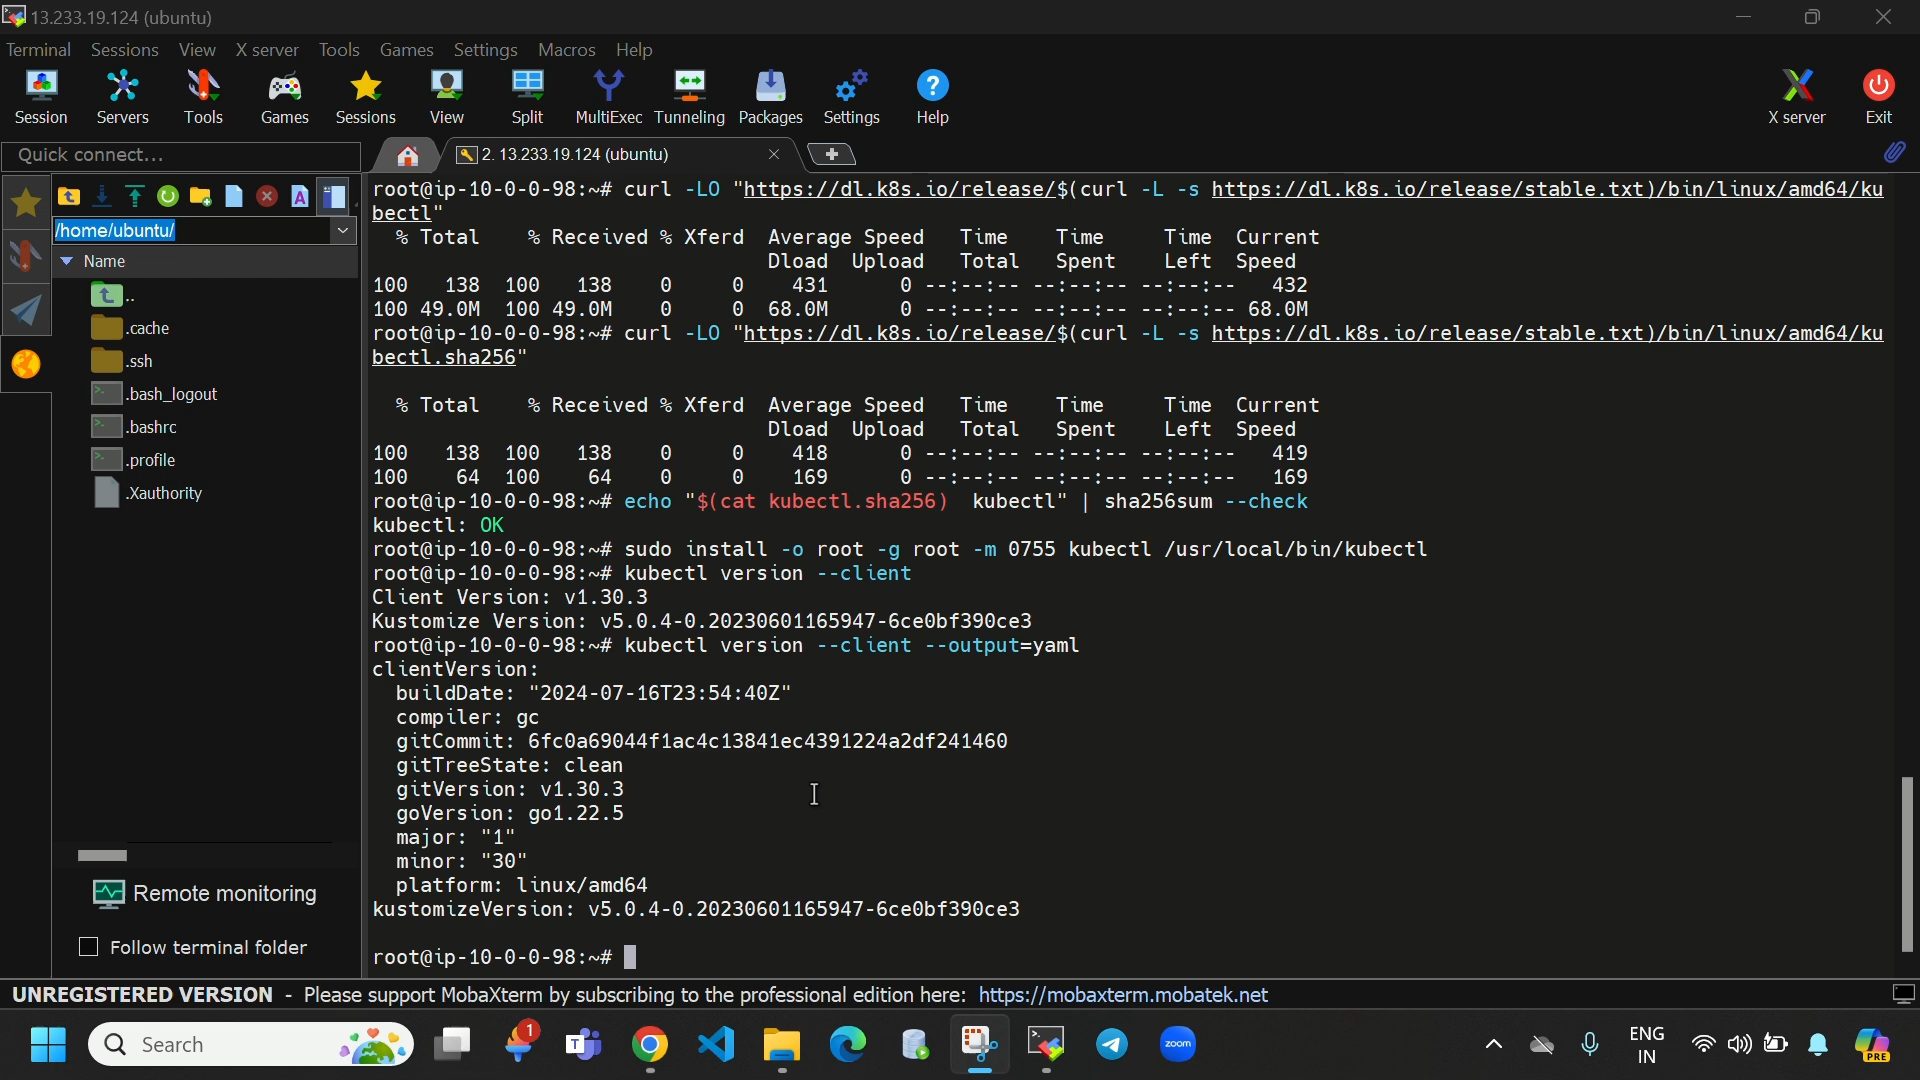 13.233.19.124 (ubuntu)
Terminal Sessions View X server Tools Games Settings Macros Help
Session Servers Tools Games Sessions View Split MultiExec Tunneling Packages Settings Help X server Exit
Quick connect...
2. 13.233.19.124 (ubuntu)
/home/ubuntu/
Name
..
.cache
.ssh
.bash_logout
.bashrc
.profile
.Xauthority
Remote monitoring
Follow terminal folder
root@ip-10-0-0-98:~# curl -LO "https://dl.k8s.io/release/$(curl -L -s https://dl.k8s.io/release/stable.txt)/bin/linux/amd64/ku
bectl"
  % Total    % Received % Xferd  Average Speed   Time    Time     Time  Current
                                 Dload  Upload   Total   Spent    Left  Speed
100   138  100   138    0     0    431      0 --:--:-- --:--:-- --:--:--   432
100 49.0M  100 49.0M    0     0  68.0M      0 --:--:-- --:--:-- --:--:-- 68.0M
root@ip-10-0-0-98:~# curl -LO "https://dl.k8s.io/release/$(curl -L -s https://dl.k8s.io/release/stable.txt)/bin/linux/amd64/ku
bectl.sha256"
  % Total    % Received % Xferd  Average Speed   Time    Time     Time  Current
                                 Dload  Upload   Total   Spent    Left  Speed
100   138  100   138    0     0    418      0 --:--:-- --:--:-- --:--:--   419
100    64  100    64    0     0    169      0 --:--:-- --:--:-- --:--:--   169
root@ip-10-0-0-98:~# echo "$(cat kubectl.sha256)  kubectl" | sha256sum --check
kubectl: OK
root@ip-10-0-0-98:~# sudo install -o root -g root -m 0755 kubectl /usr/local/bin/kubectl
root@ip-10-0-0-98:~# kubectl version --client
Client Version: v1.30.3
Kustomize Version: v5.0.4-0.20230601165947-6ce0bf390ce3
root@ip-10-0-0-98:~# kubectl version --client --output=yaml
clientVersion:
  buildDate: "2024-07-16T23:54:40Z"
  compiler: gc
  gitCommit: 6fc0a69044f1ac4c13841ec4391224a2df241460
  gitTreeState: clean
  gitVersion: v1.30.3
  goVersion: go1.22.5
  major: "1"
  minor: "30"
  platform: linux/amd64
kustomizeVersion: v5.0.4-0.20230601165947-6ce0bf390ce3
root@ip-10-0-0-98:~#
UNREGISTERED VERSION - Please support MobaXterm by subscribing to the professional edition here: https://mobaxterm.mobatek.net
Search
1
zoom
ENG
IN
PRE